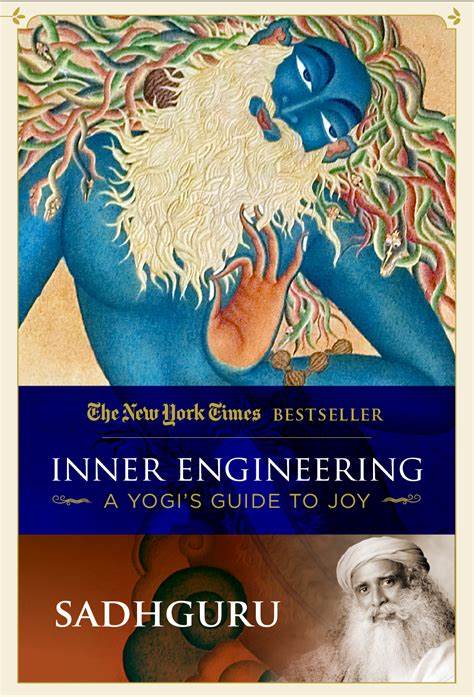 The New York Times BESTSELLER
INNER ENGINEERING
A YOGI'S GUIDE TO JOY
SADHGURU